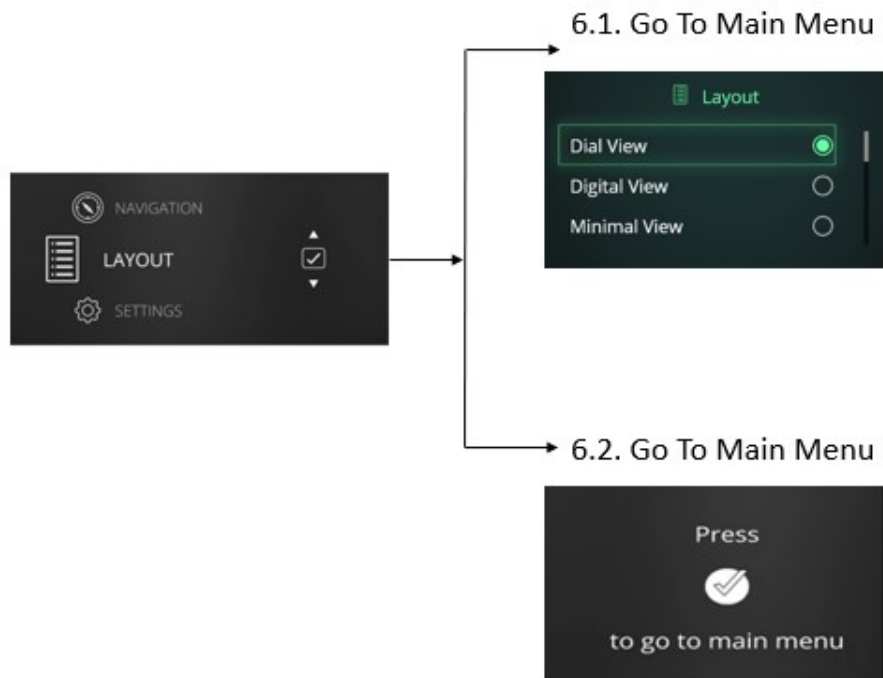 6.1. Go To Main Menu
Layout
Dial View
Digital View
Minimal View
NAVIGATION
LAYOUT
SETTINGS
6.2. Go To Main Menu
Press
to go to main menu